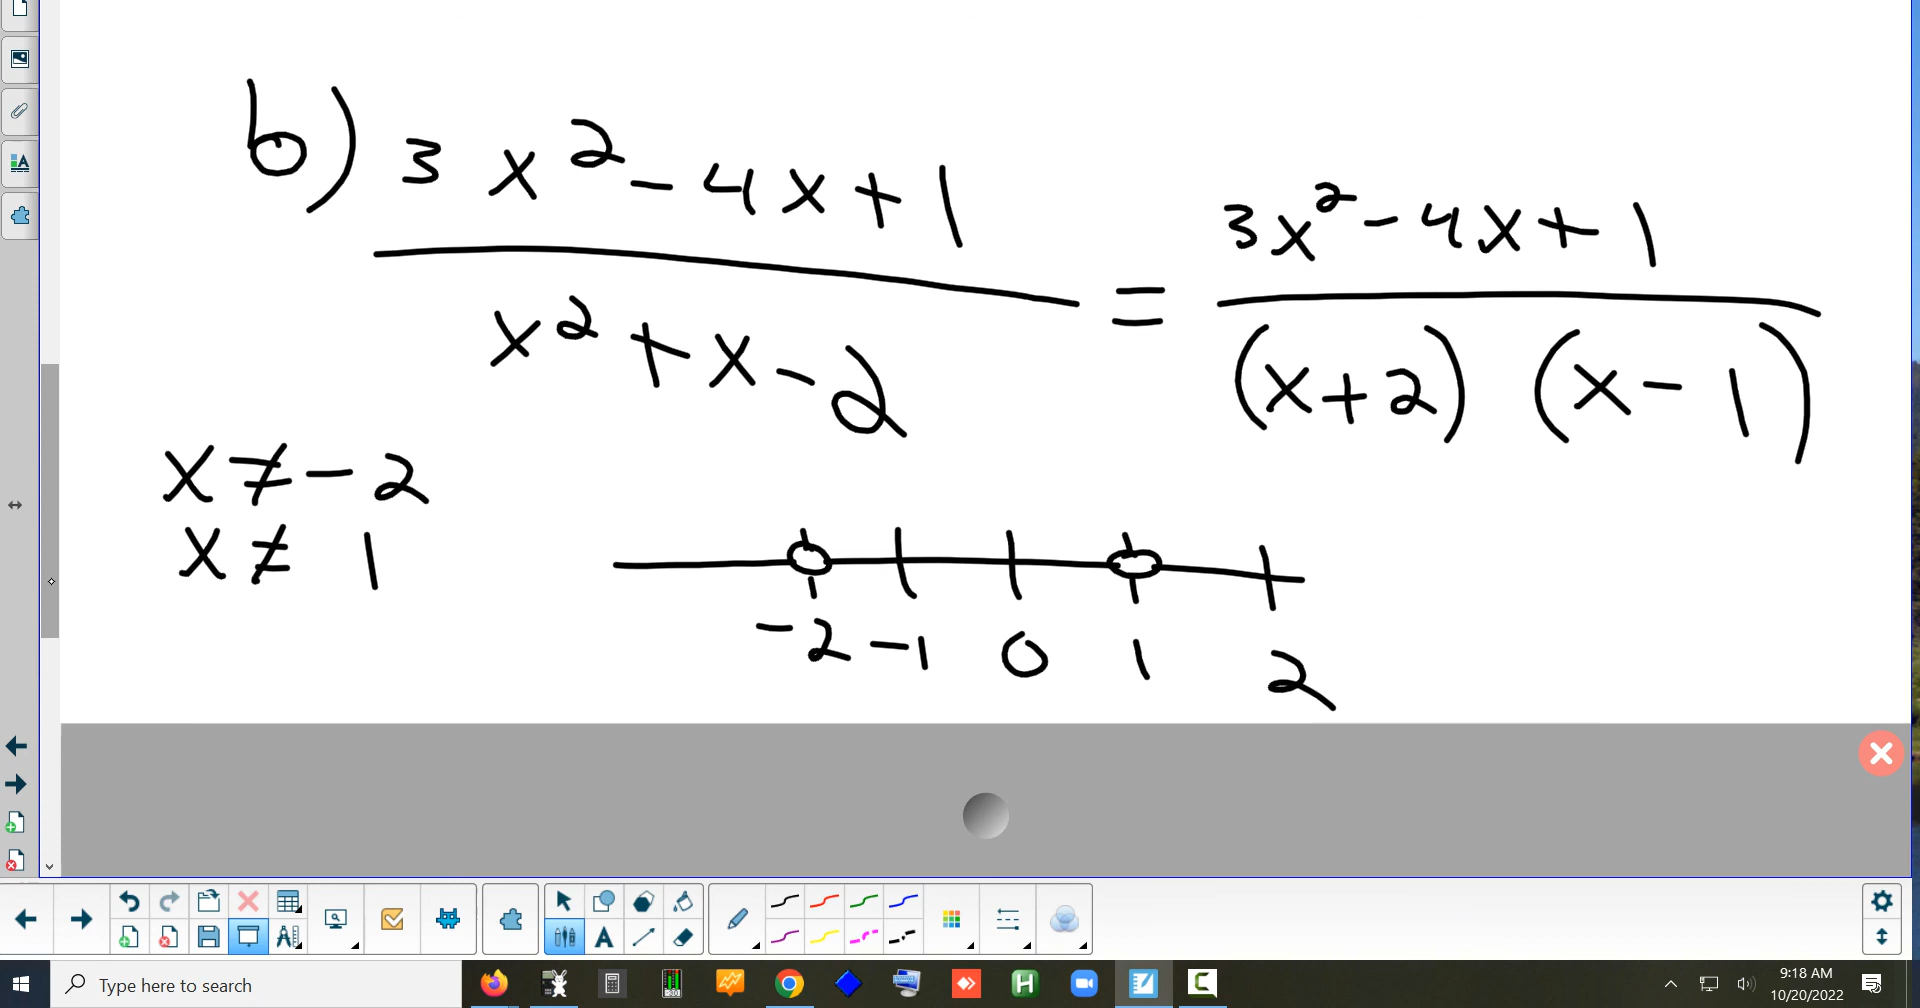 b) 3x² - 4x + 1 = 3x² - 4x + 1
x² + x - 2 (x+2) (x - 1)
x ≠ - 2
x ≠ 1
-2 -1 0 1 2
Type here to search
9:18 AM
10/20/2022